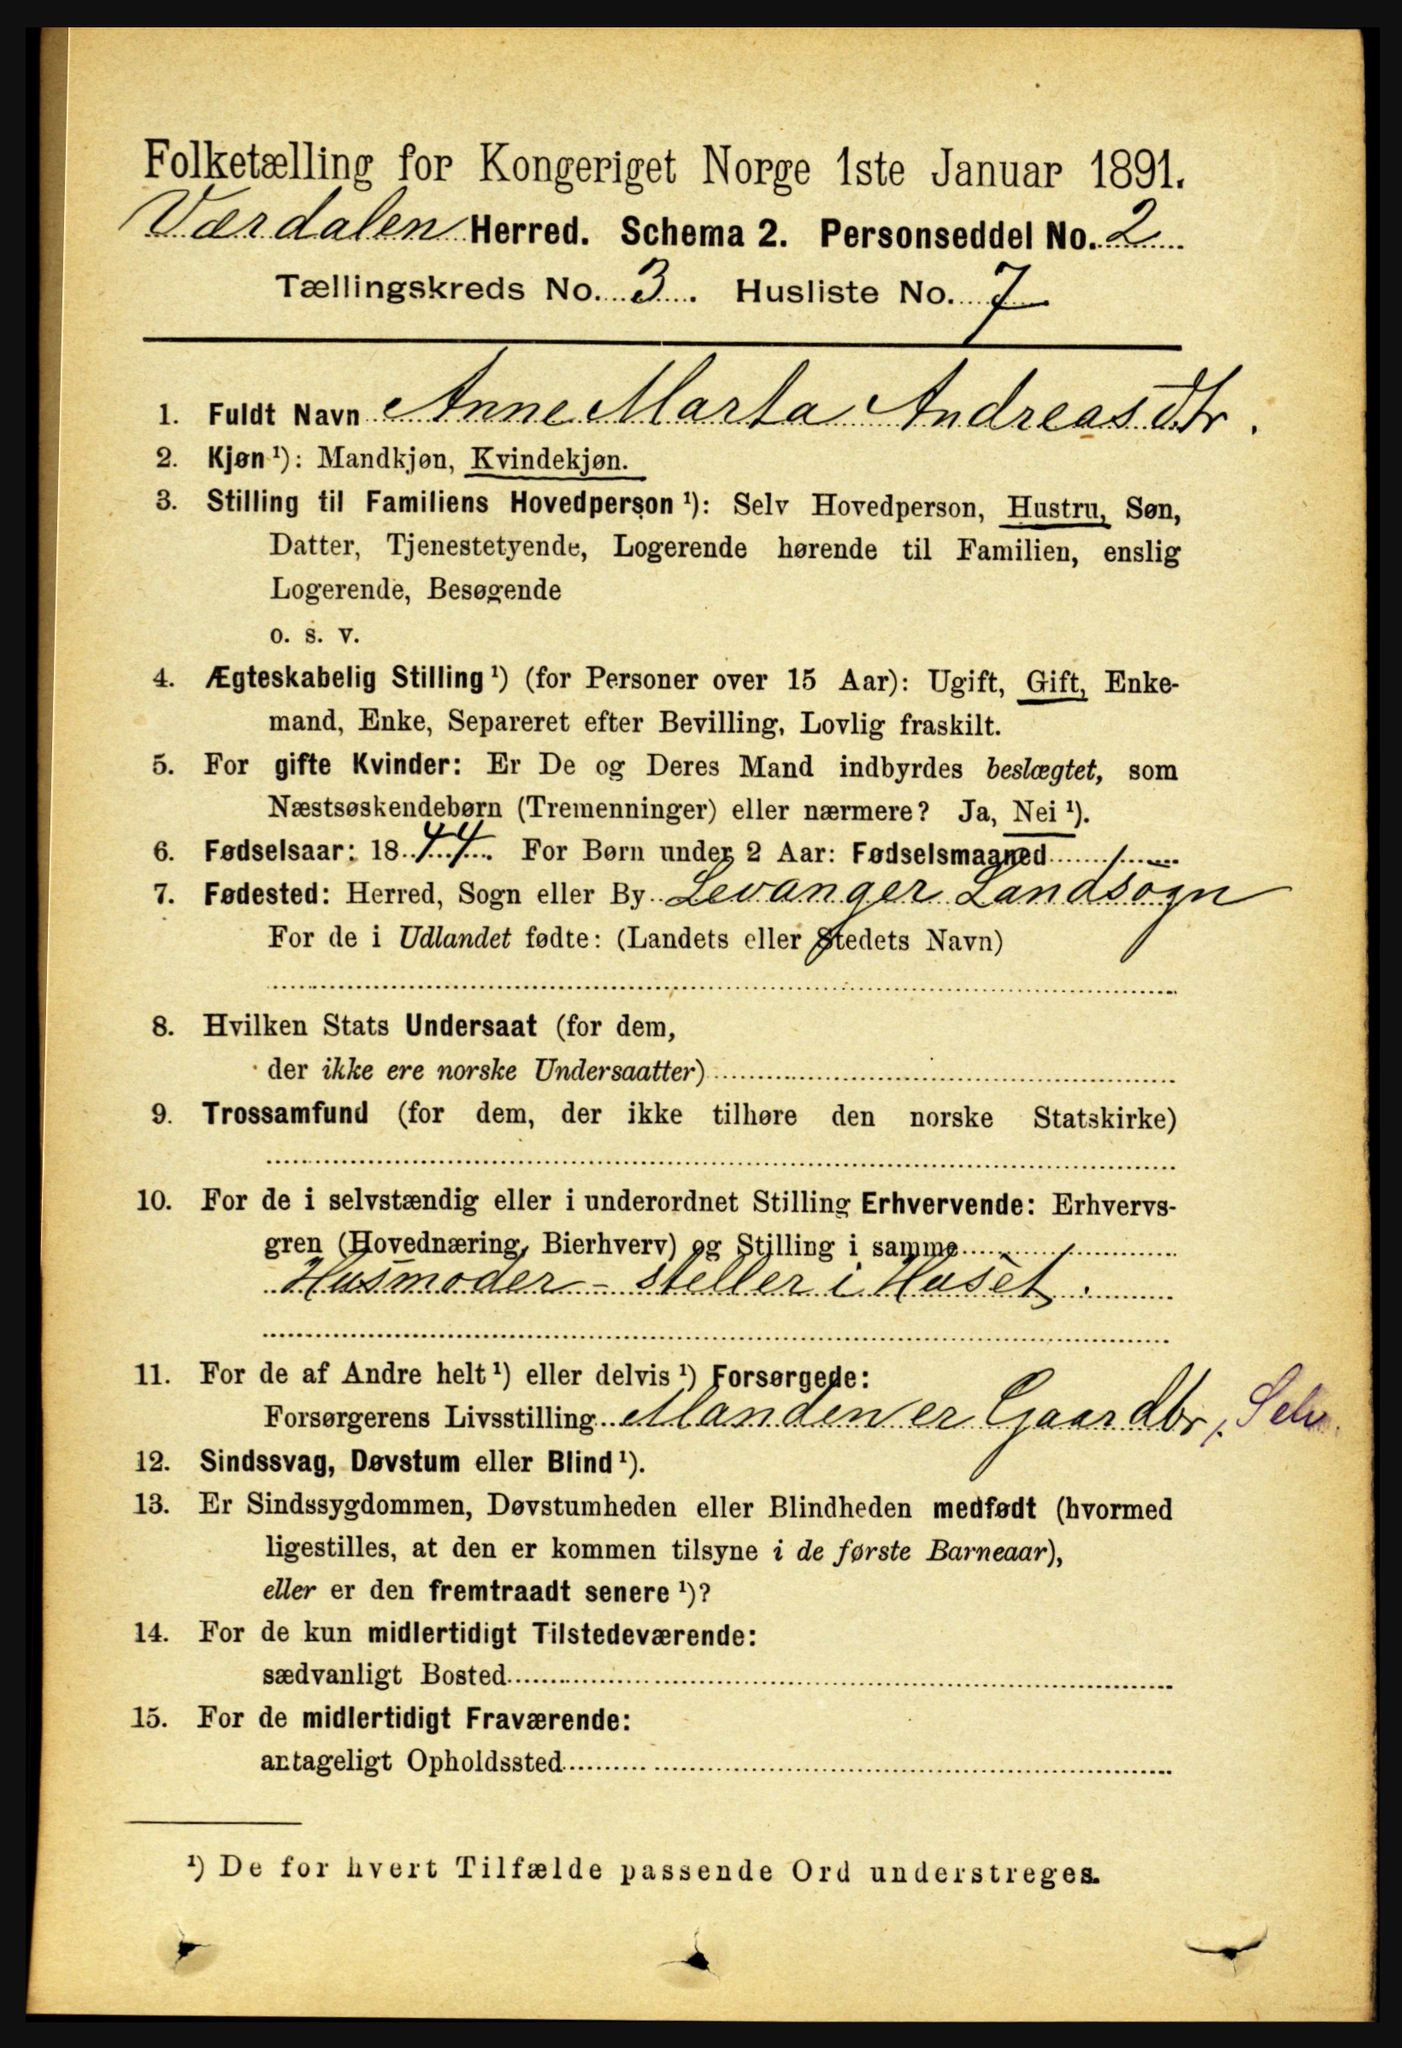 Folketælling for Kongeriget Norge 1ste Januar 1891.
Værdalen Herred. Schema 2. Personseddel No. 2
Tællingskreds No. 3. Husliste No. 7
1. Fuldt Navn Anne Marta Andreasdtr.
2. Kjøn ¹): Mandkjøn, Kvindekjøn.
3. Stilling til Familiens Hovedperson ¹): Selv Hovedperson, Hustru, Søn,
Datter, Tjenestetyende, Logerende hørende til Familien, enslig
Logerende, Besøgende
o. s. v.
4. Ægteskabelig Stilling ¹) (for Personer over 15 Aar): Ugift, Gift, Enke-
mand, Enke, Separeret efter Bevilling, Lovlig fraskilt.
5. For gifte Kvinder: Er De og Deres Mand indbyrdes beslægtet, som
Næstsøskendebørn (Tremenninger) eller nærmere? Ja, Nei ¹).
6. Fødselsaar: 1844. For Børn under 2 Aar: Fødselsmaaned
7. Fødested: Herred, Sogn eller By Levanger Landsogn
For de i Udlandet fødte: (Landets eller Stedets Navn)
8. Hvilken Stats Undersaat (for dem,
der ikke ere norske Undersaatter)
9. Trossamfund (for dem, der ikke tilhøre den norske Statskirke)
10. For de i selvstændig eller i underordnet Stilling Erhvervende: Erhvervs-
gren (Hovednæring, Bierhverv) og Stilling i samme
Husmoder - steller i Huset.
11. For de af Andre helt ¹) eller delvis ¹) Forsørgede:
Forsørgerens Livsstilling Manden er Gaardbr, Selv.
12. Sindssvag, Døvstum eller Blind ¹).
13. Er Sindssygdommen, Døvstumheden eller Blindheden medfødt (hvormed
ligestilles, at den er kommen tilsyne i de første Barneaar),
eller er den fremtraadt senere ¹)?
14. For de kun midlertidigt Tilstedeværende:
sædvanligt Bosted
15. For de midlertidigt Fraværende:
antageligt Opholdssted
¹) De for hvert Tilfælde passende Ord understreges.